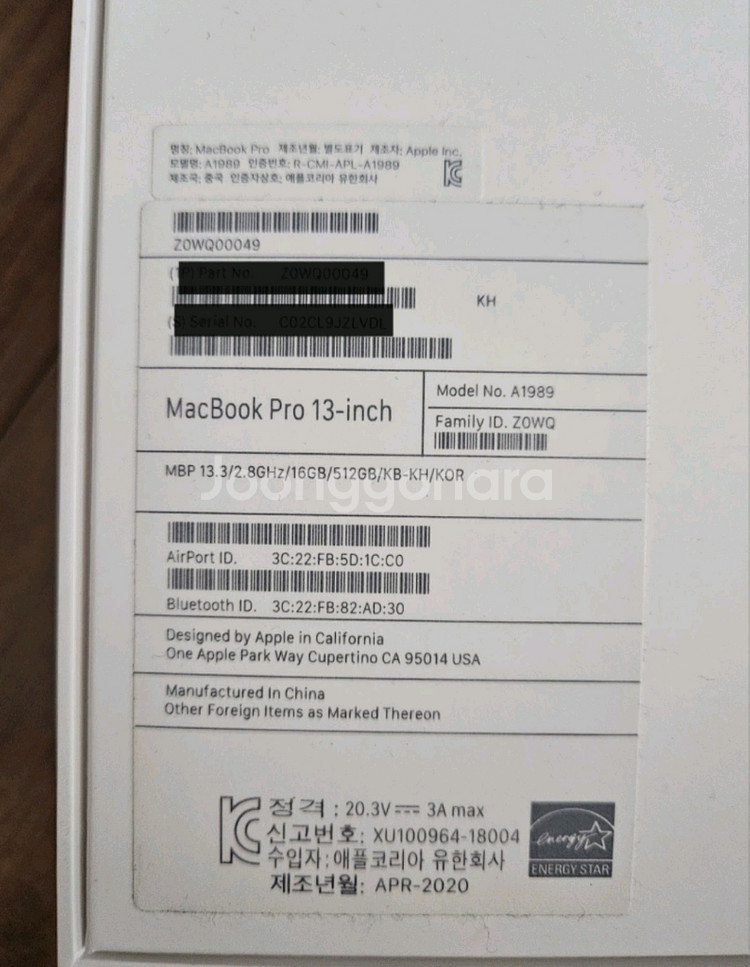 명칭: MacBook Pro 제조년월: 별도표기 제조자: Apple Inc.
모델명: A1989 인증번호: R-CMI-APL-A1989
제조국: 중국 인증자상호: 애플코리아 유한회사
Z0WQ00049
(1P) Part No. Z0WQ00049
KH
(S) Serial No.
MacBook Pro 13-inch
Model No. A1989
Family ID. Z0WQ
MBP 13.3/2.8GHz/16GB/512GB/KB-KH/KOR
Joonggonara
AirPort ID. 3C:22:FB:5D:1C:C0
Bluetooth ID. 3C:22:FB:82:AD:30
Designed by Apple in California
One Apple Park Way Cupertino CA 95014 USA
Manufactured In China
Other Foreign Items as Marked Thereon
정격 : 20.3V 3A max
신고번호: XU100964-18004
수입자: 애플코리아 유한회사
제조년월: APR-2020
energy
ENERGY STAR